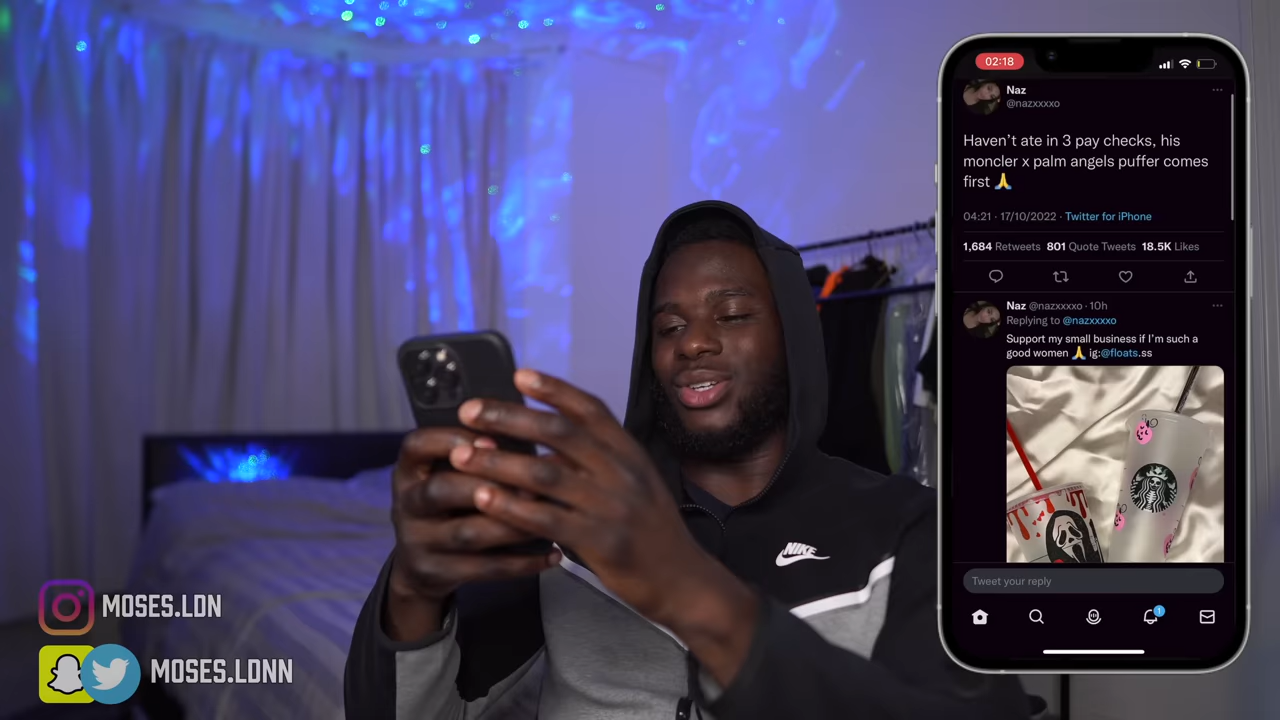 02:18
Naz
@nazxxxxo
Haven't ate in 3 pay checks, his
moncler x palm angels puffer comes
first 🙏
04:21 · 17/10/2022 · Twitter for iPhone
1,684 Retweets 801 Quote Tweets 18.5K Likes
Naz @nazxxxxo · 10h
Replying to @nazxxxxo
Support my small business if I'm such a
good women 🙏 ig:@floats.ss
Tweet your reply
1
NIKE
MOSES.LDN
MOSES.LDNN